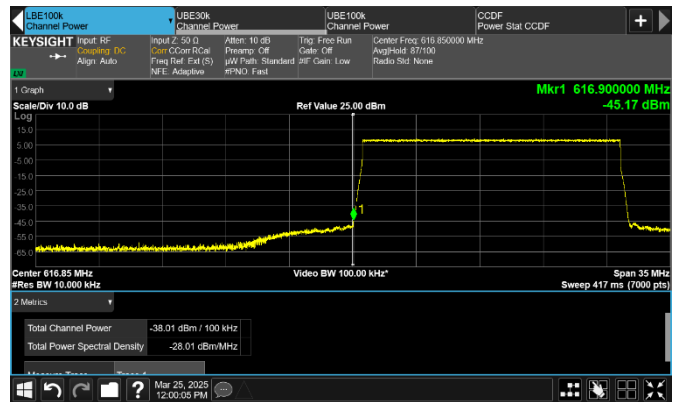 LBE100k
Channel Power
UBE30k
Channel Power
UBE100k
Channel Power
CCDF
Power Stat CCDF
KEYSIGHT
Input: RF
Coupling: DC
Align: Auto
Input Z: 50 Ω
Corr CCorr RCal
Freq Ref: Ext (S)
NFE: Adaptive
Atten: 10 dB
Preamp: Off
µW Path: Standard
#PNO: Fast
Trig: Free Run
Gate: Off
#IF Gain: Low
Center Freq: 616.850000 MHz
Avg|Hold: 87/100
Radio Std: None
LXI
1 Graph
Mkr1 616.900000 MHz
-45.17 dBm
Scale/Div 10.0 dB
Ref Value 25.00 dBm
Log
15.0
5.00
-5.00
-15.0
-25.0
-35.0
-45.0
-55.0
-65.0
1
Center 616.85 MHz
Video BW 100.00 kHz*
Span 35 MHz
#Res BW 10.000 kHz
Sweep 417 ms (7000 pts)
2 Metrics
Total Channel Power -38.01 dBm / 100 kHz
Total Power Spectral Density -28.01 dBm/MHz
Mar 25, 2025
12:00:05 PM